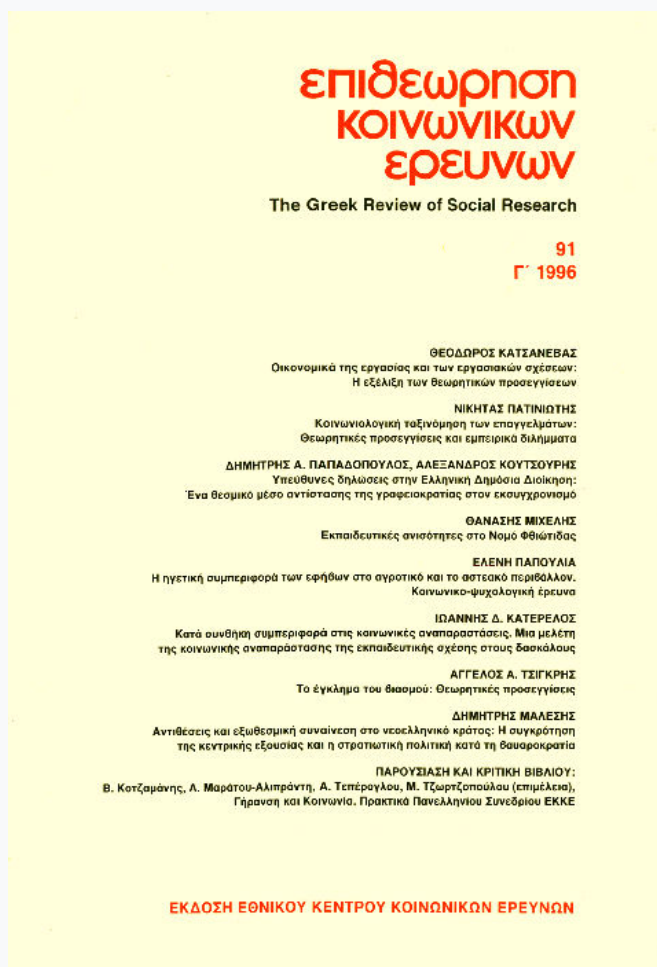 επιθεωρηση
κοινωνικων
ερευνων
The Greek Review of Social Research
91
Γ΄ 1996
ΘΕΟΔΩΡΟΣ ΚΑΤΣΑΝΕΒΑΣ
Οικονομικά της εργασίας και των εργασιακών σχέσεων:
Η εξέλιξη των θεωρητικών προσεγγίσεων
ΝΙΚΗΤΑΣ ΠΑΤΙΝΙΩΤΗΣ
Κοινωνιολογική ταξινόμηση των επαγγελμάτων:
Θεωρητικές προσεγγίσεις και εμπειρικά διλήμματα
ΔΗΜΗΤΡΗΣ Α. ΠΑΠΑΔΟΠΟΥΛΟΣ, ΑΛΕΞΑΝΔΡΟΣ ΚΟΥΤΣΟΥΡΗΣ
Υπεύθυνες δηλώσεις στην Ελληνική Δημόσια Διοίκηση:
Ένα θεσμικό μέσο αντίστασης της γραφειοκρατίας στον εκσυγχρονισμό
ΘΑΝΑΣΗΣ ΜΙΧΕΛΗΣ
Εκπαιδευτικές ανισότητες στο Νομό Φθιώτιδας
ΕΛΕΝΗ ΠΑΠΟΥΛΙΑ
Η ηγετική συμπεριφορά των εφήβων στο αγροτικό και το αστεακό περιβάλλον.
Κοινωνικο-ψυχολογική έρευνα
ΙΩΑΝΝΗΣ Δ. ΚΑΤΕΡΕΛΟΣ
Κατά συνθήκη συμπεριφορά στις κοινωνικές αναπαραστάσεις. Μια μελέτη
της κοινωνικής αναπαράστασης της εκπαιδευτικής σχέσης στους δασκάλους
ΑΓΓΕΛΟΣ Α. ΤΣΙΓΚΡΗΣ
Το έγκλημα του βιασμού: Θεωρητικές προσεγγίσεις
ΔΗΜΗΤΡΗΣ ΜΑΛΕΣΗΣ
Αντιθέσεις και εξωθεσμική συναίνεση στο νεοελληνικό κράτος: Η συγκρότηση
της κεντρικής εξουσίας και η στρατιωτική πολιτική κατά τη βαυαροκρατία
ΠΑΡΟΥΣΙΑΣΗ ΚΑΙ ΚΡΙΤΙΚΗ ΒΙΒΛΙΟΥ:
Β. Κοτζαμάνης, Λ. Μαράτου-Αλιπράντη, Α. Τεπέρογλου, Μ. Τζωρτζοπούλου (επιμέλεια),
Γήρανση και Κοινωνία. Πρακτικά Πανελληνίου Συνεδρίου ΕΚΚΕ
ΕΚΔΟΣΗ ΕΘΝΙΚΟΥ ΚΕΝΤΡΟΥ ΚΟΙΝΩΝΙΚΩΝ ΕΡΕΥΝΩΝ